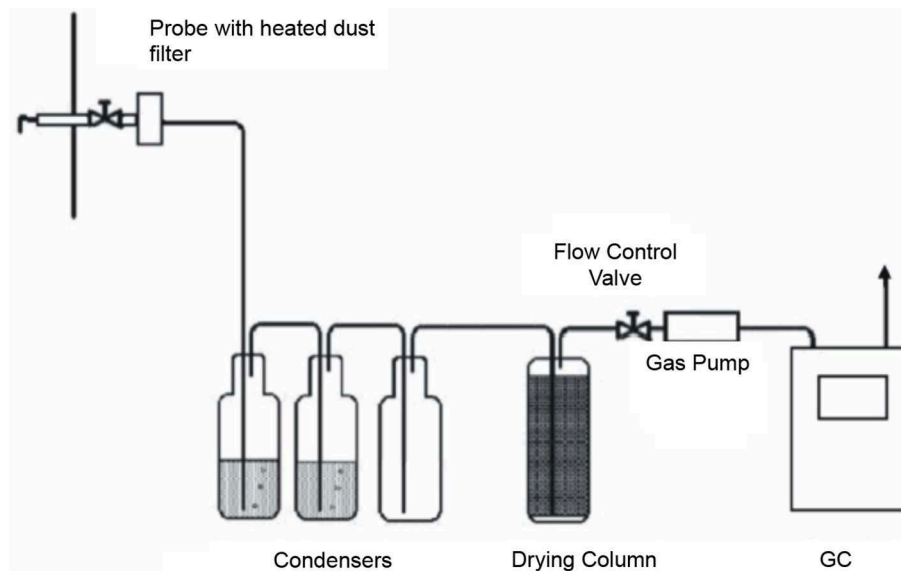 Probe with heated dust
filter
Flow Control
Valve
Gas Pump
Condensers
Drying Column
GC